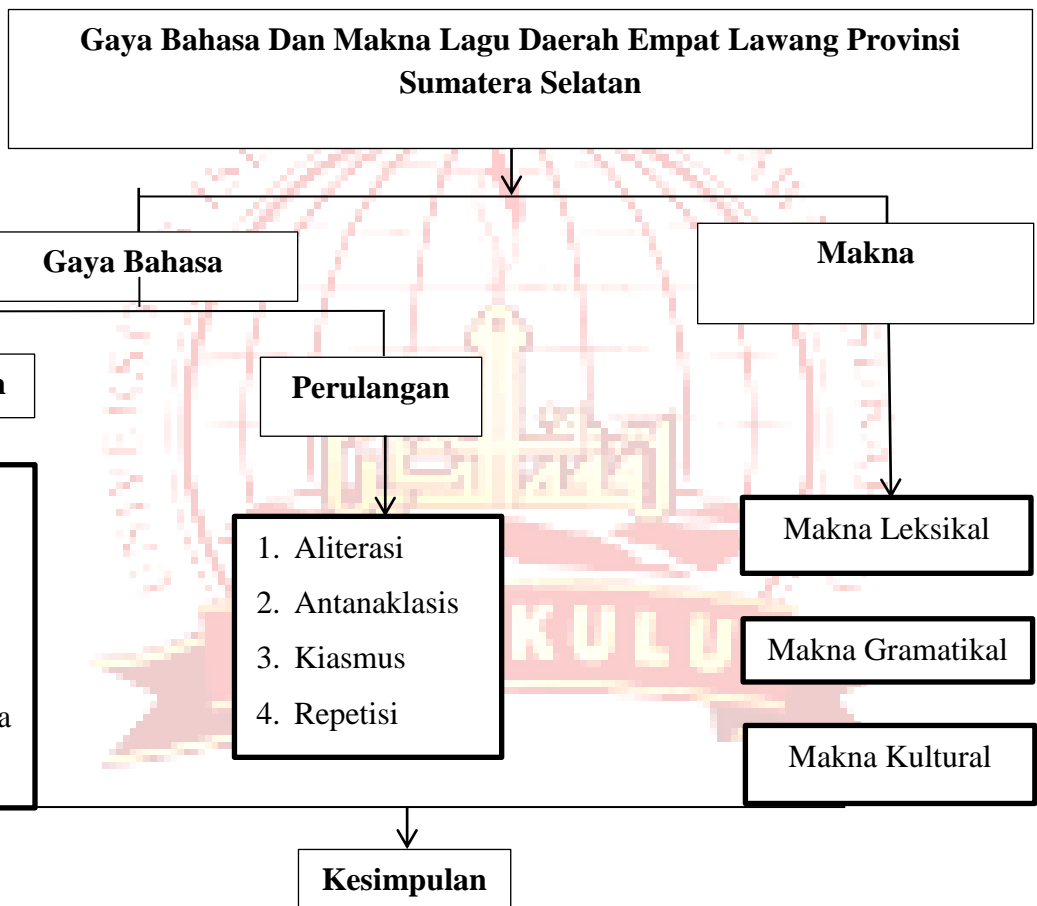 Gaya Bahasa Dan Makna Lagu Daerah Empat Lawang Provinsi
Sumatera Selatan
Gaya Bahasa
Makna
Perulangan
1. Aliterasi
2. Antanaklasis
3. Kiasmus
4. Repetisi
Makna Leksikal
Makna Gramatikal
Makna Kultural
KULU
Kesimpulan